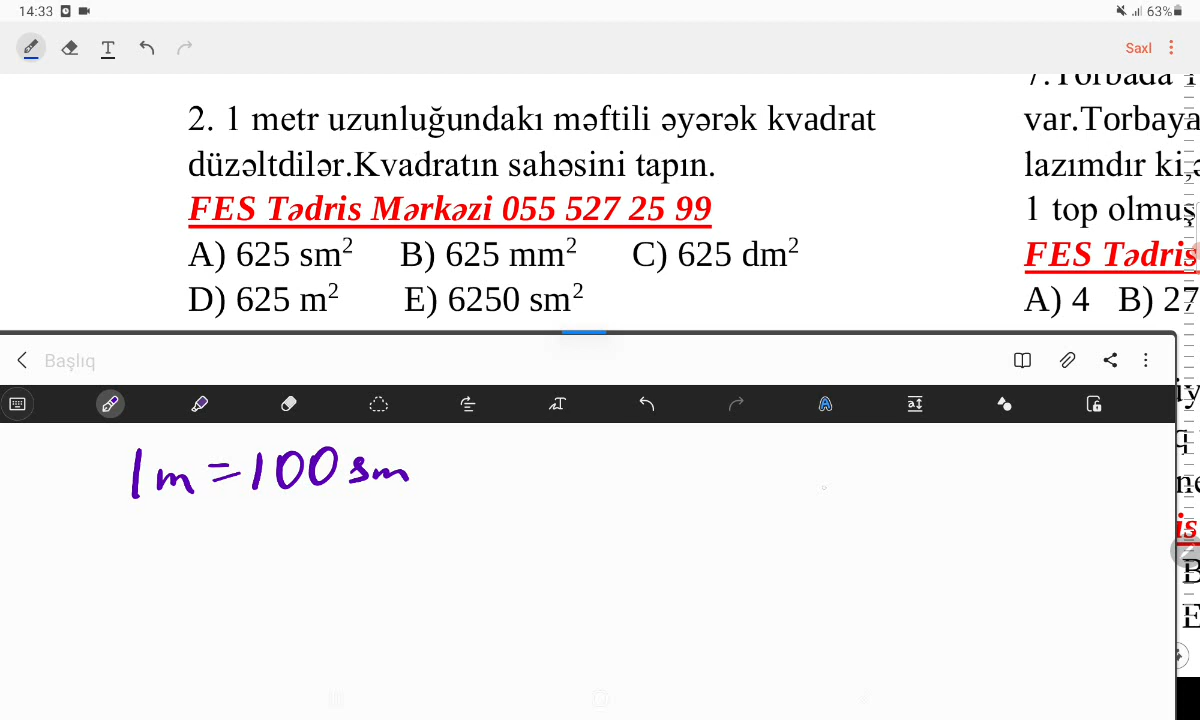 14:33
63%
Saxl
2. 1 metr uzunluğundakı məftili əyərək kvadrat
düzəltdilər.Kvadratın sahəsini tapın.
FES Tədris Mərkəzi 055 527 25 99
A) 625 sm² B) 625 mm² C) 625 dm²
D) 625 m² E) 6250 sm²
var.Torbaya
lazımdır ki,ə
1 top olmuş
FES Tədris
A) 4 B) 27
Başlıq
1m=100sm
is
B
E